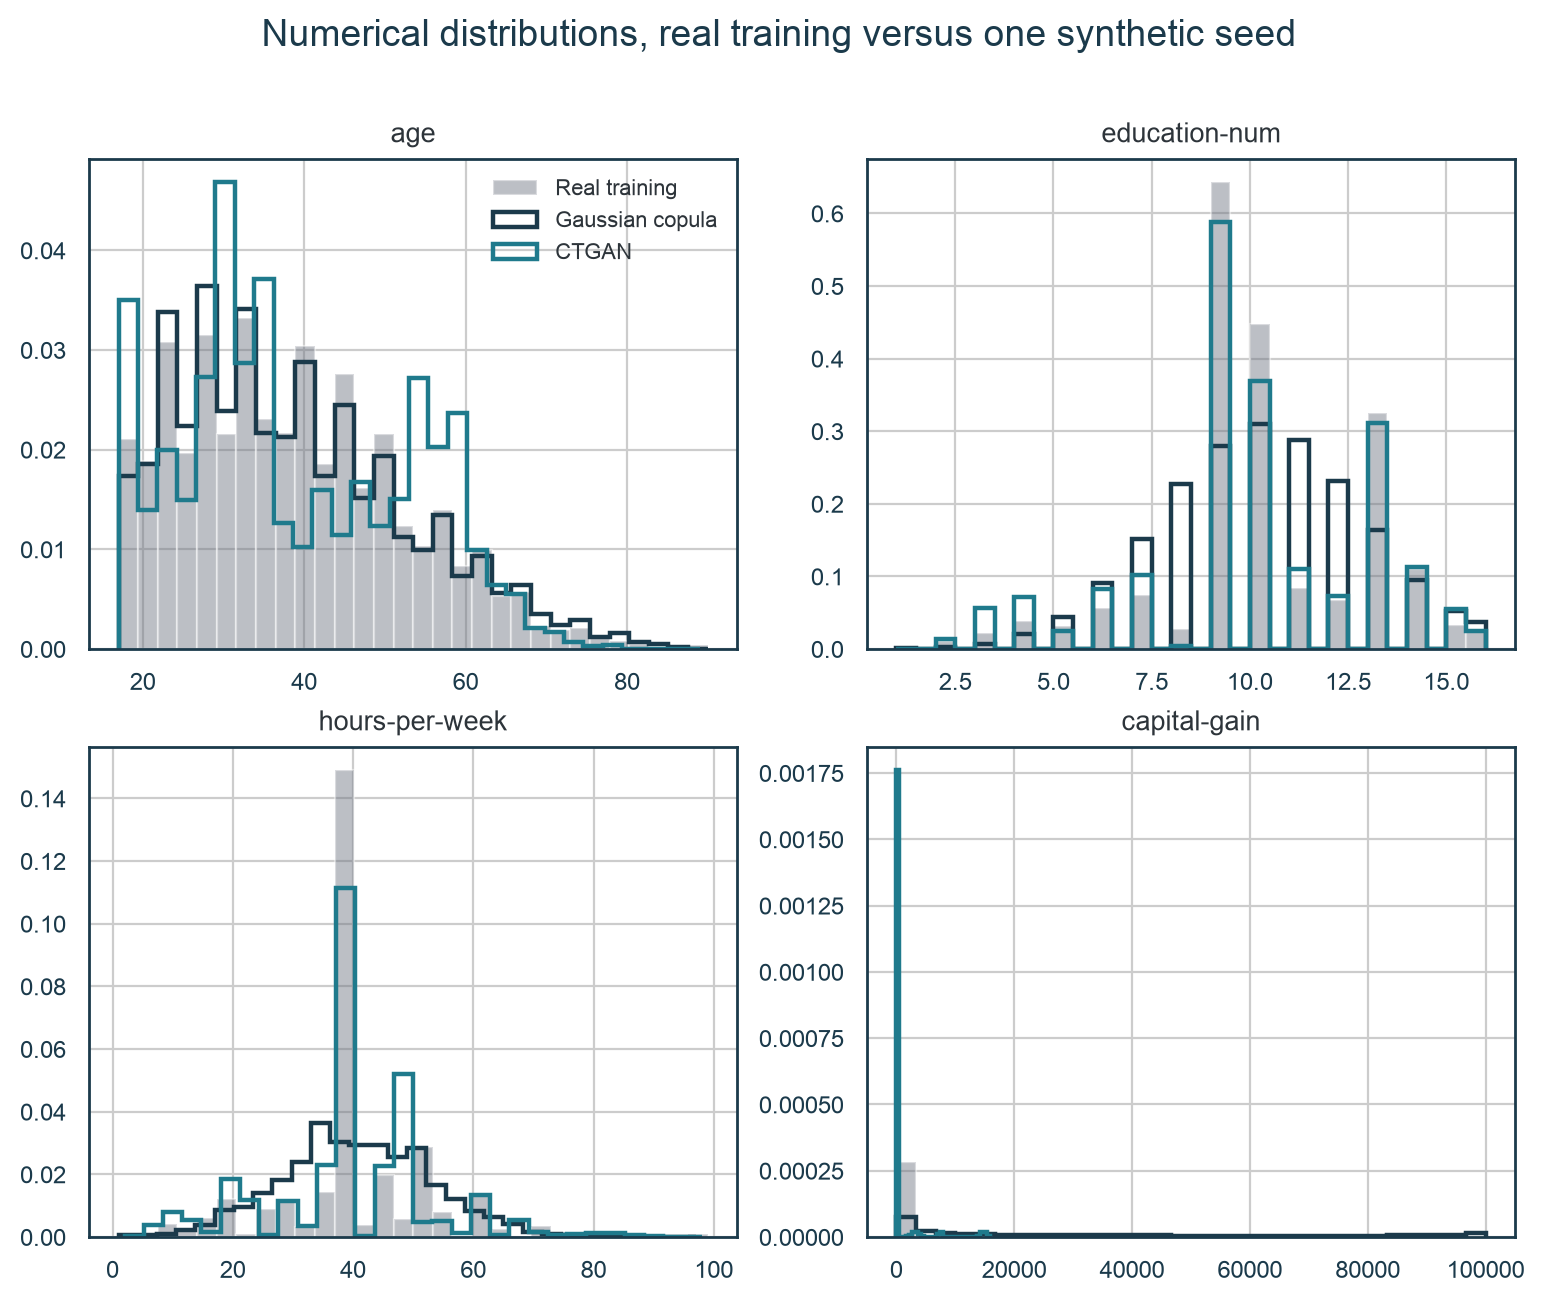 Numerical distributions, real training versus one synthetic seed
age
Real training
Gaussian copula
CTGAN
0.04
0.03
0.02
0.01
0.00
20 40 60 80
education-num
0.6
0.5
0.4
0.3
0.2
0.1
0.0
2.5 5.0 7.5 10.0 12.5 15.0
hours-per-week
0.14
0.12
0.10
0.08
0.06
0.04
0.02
0.00
0 20 40 60 80 100
capital-gain
0.00175
0.00150
0.00125
0.00100
0.00075
0.00050
0.00025
0.00000
0 20000 40000 60000 80000 100000